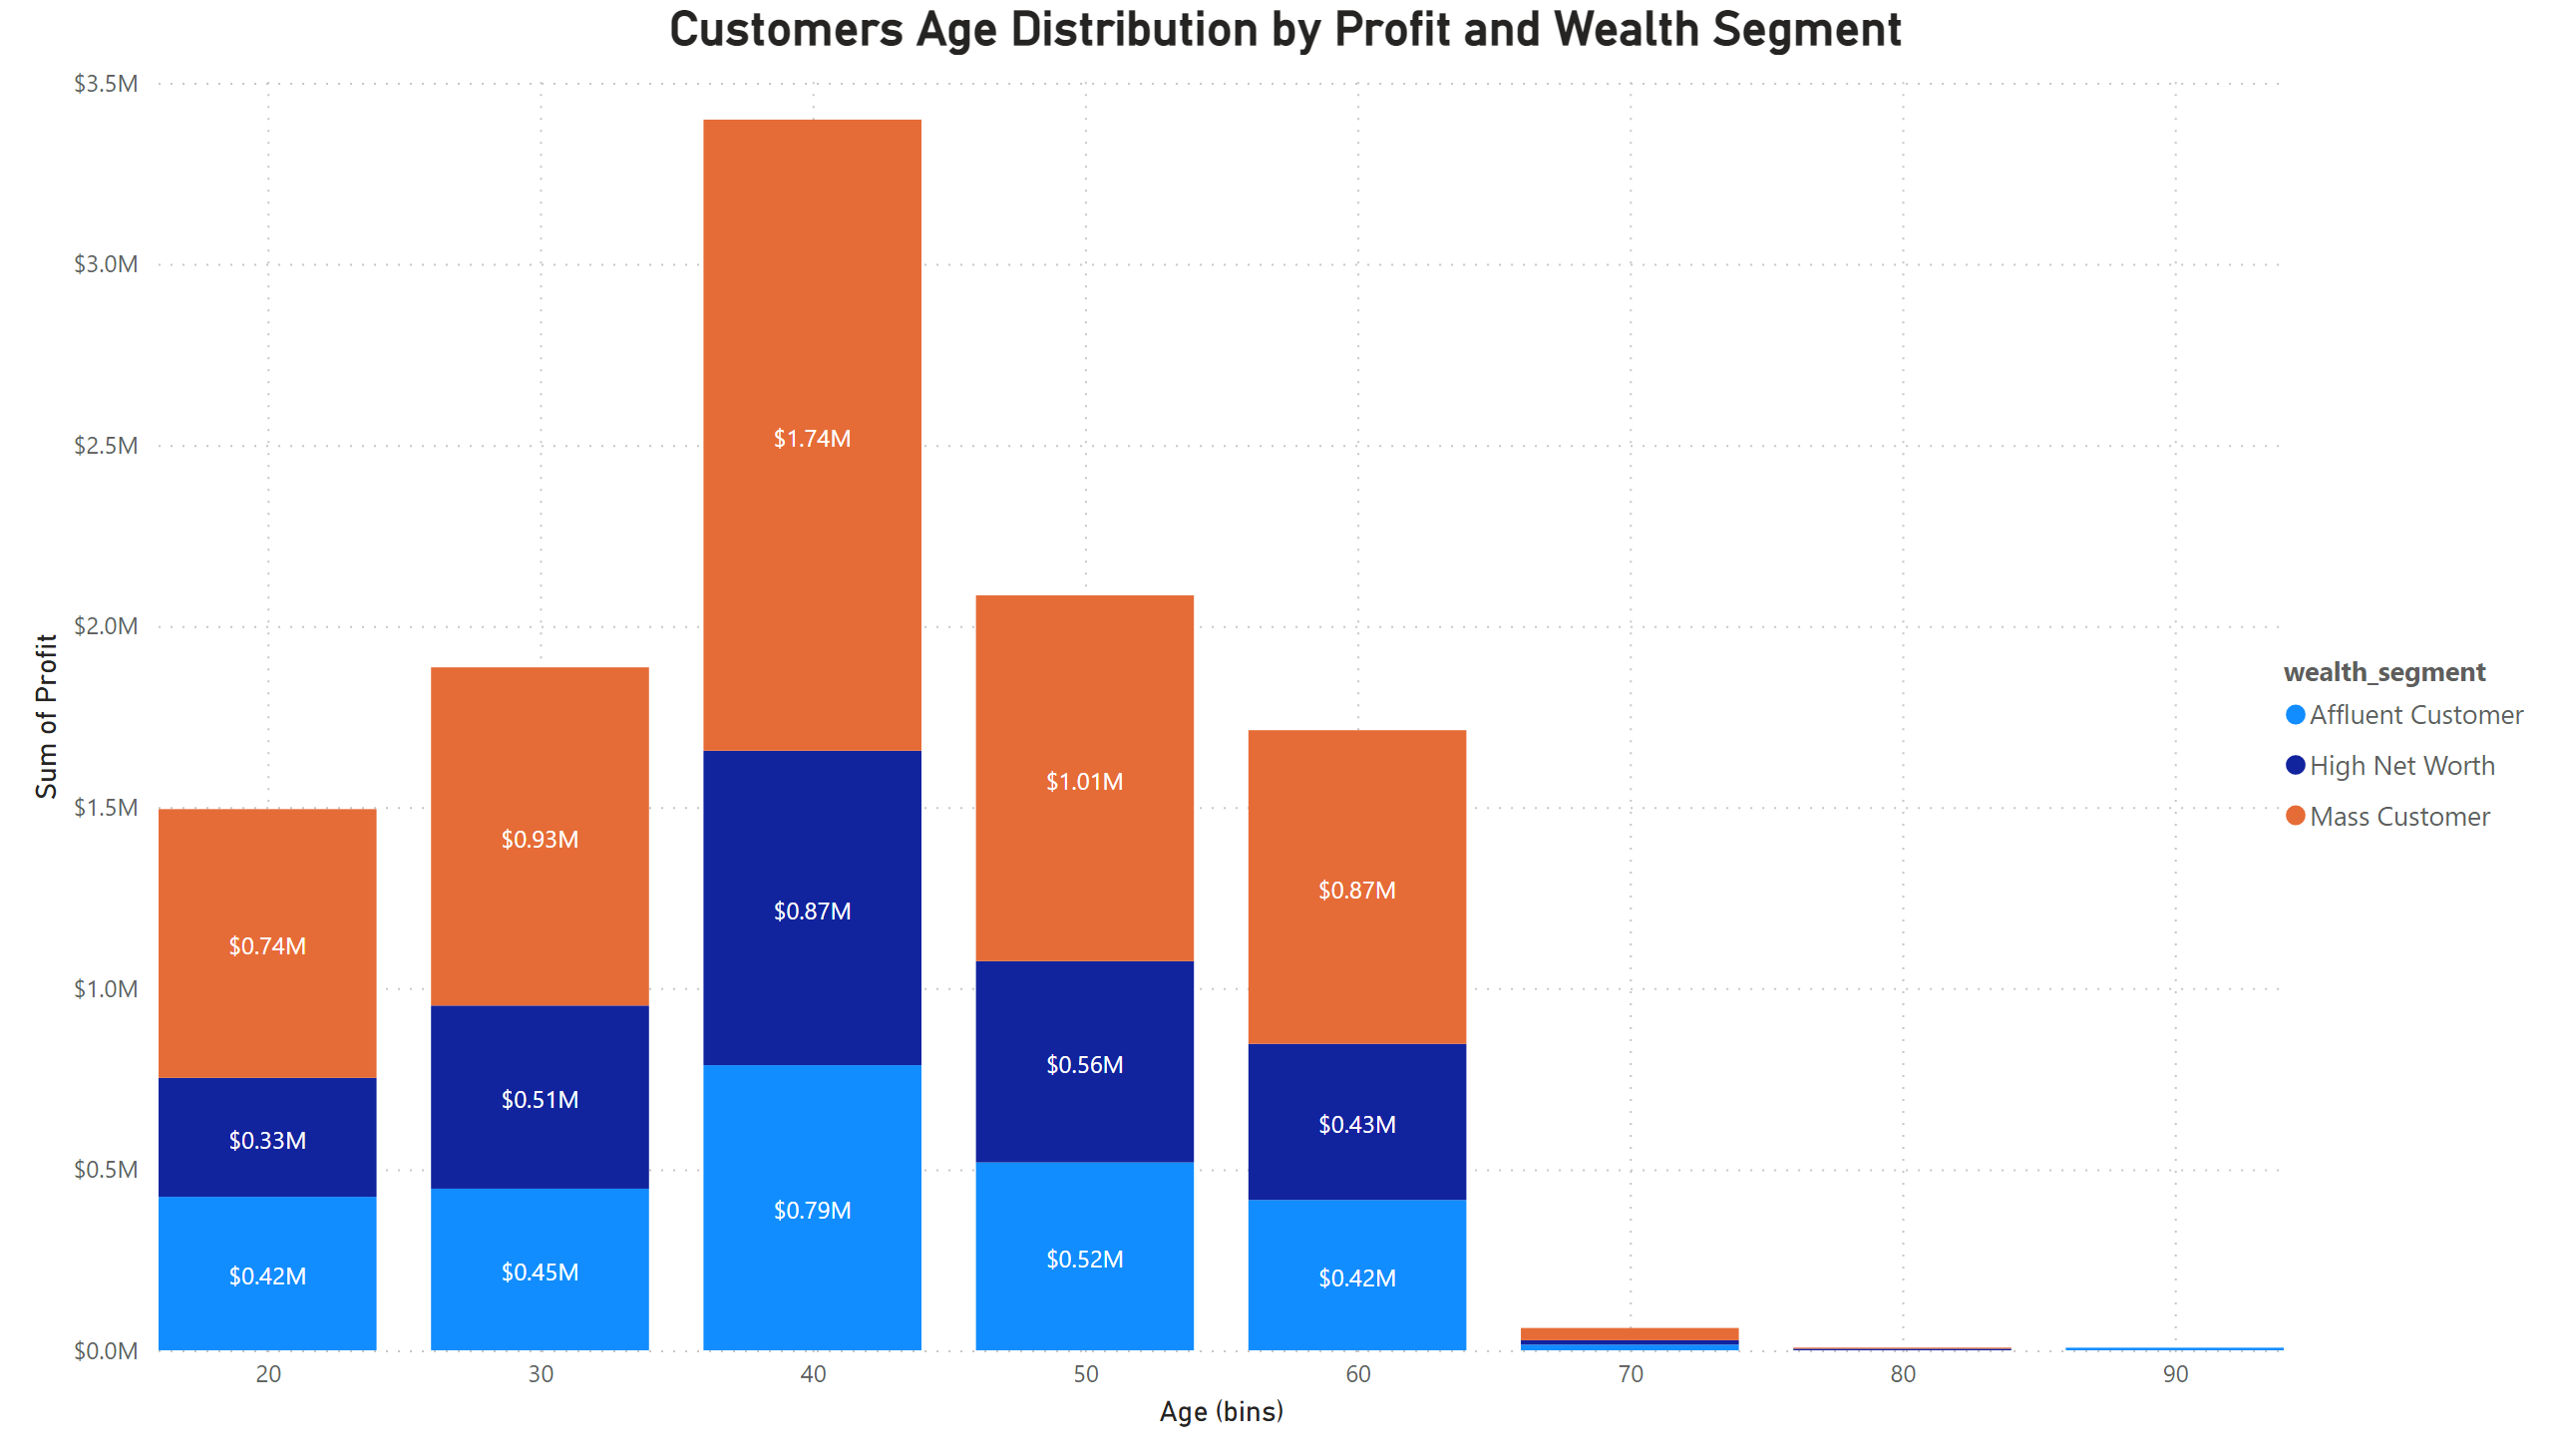 Customers Age Distribution by Profit and Wealth Segment
$3.5M
$3.0M
$2.5M
$2.0M
$1.5M
$1.0M
$0.5M
$0.0M
Sum of Profit
$0.74M
$0.33M
$0.42M
$0.93M
$0.51M
$0.45M
$1.74M
$0.87M
$0.79M
$1.01M
$0.56M
$0.52M
$0.87M
$0.43M
$0.42M
20 30 40 50 60 70 80 90
Age (bins)
wealth_segment
Affluent Customer
High Net Worth
Mass Customer